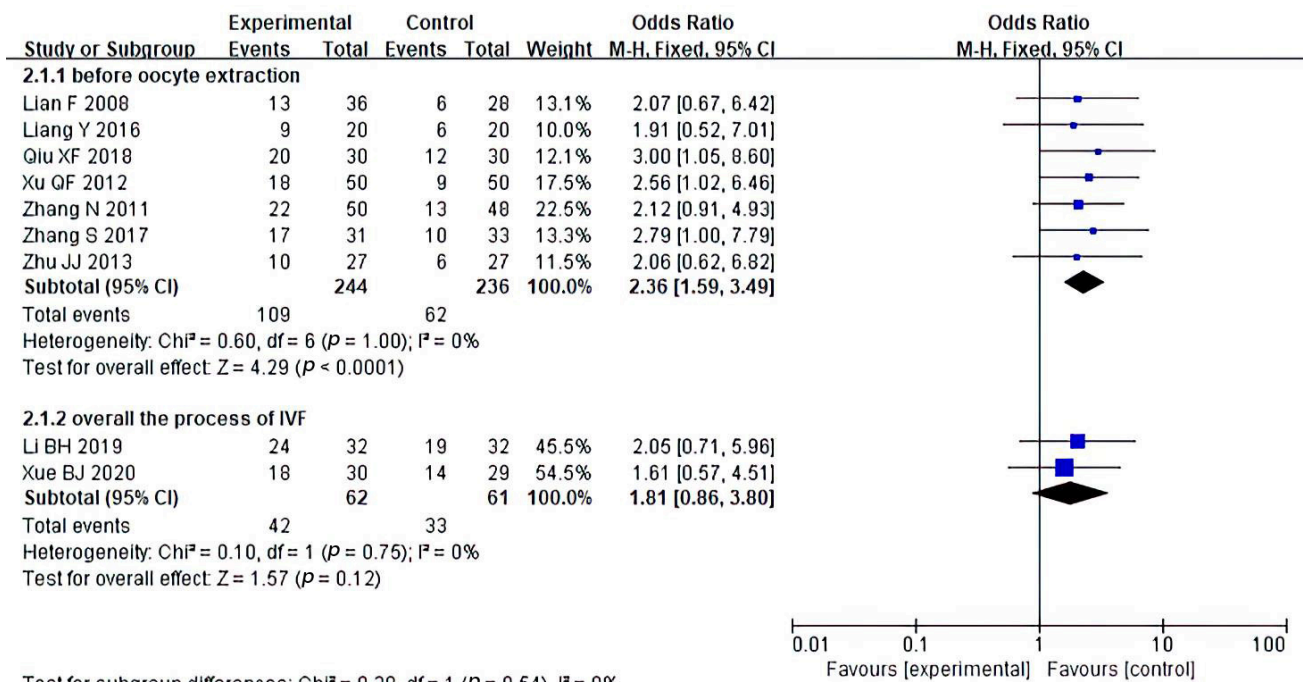 Experimental Control Odds Ratio Odds Ratio
Study or Subgroup Events Total Events Total Weight M-H, Fixed, 95% CI M-H, Fixed, 95% CI
2.1.1 before oocyte extraction
Lian F 2008 13 36 6 28 13.1% 2.07 [0.67, 6.42]
Liang Y 2016 9 20 6 20 10.0% 1.91 [0.52, 7.01]
Qiu XF 2018 20 30 12 30 12.1% 3.00 [1.05, 8.60]
Xu QF 2012 18 50 9 50 17.5% 2.56 [1.02, 6.46]
Zhang N 2011 22 50 13 48 22.5% 2.12 [0.91, 4.93]
Zhang S 2017 17 31 10 33 13.3% 2.79 [1.00, 7.79]
Zhu JJ 2013 10 27 6 27 11.5% 2.06 [0.62, 6.82]
Subtotal (95% CI) 244 236 100.0% 2.36 [1.59, 3.49]
Total events 109 62
Heterogeneity: Chi² = 0.60, df = 6 (p = 1.00); I² = 0%
Test for overall effect: Z = 4.29 (p < 0.0001)
2.1.2 overall the process of IVF
Li BH 2019 24 32 19 32 45.5% 2.05 [0.71, 5.96]
Xue BJ 2020 18 30 14 29 54.5% 1.61 [0.57, 4.51]
Subtotal (95% CI) 62 61 100.0% 1.81 [0.86, 3.80]
Total events 42 33
Heterogeneity: Chi² = 0.10, df = 1 (p = 0.75); I² = 0%
Test for overall effect: Z = 1.57 (p = 0.12)
0.01 0.1 1 10 100
Favours [experimental] Favours [control]